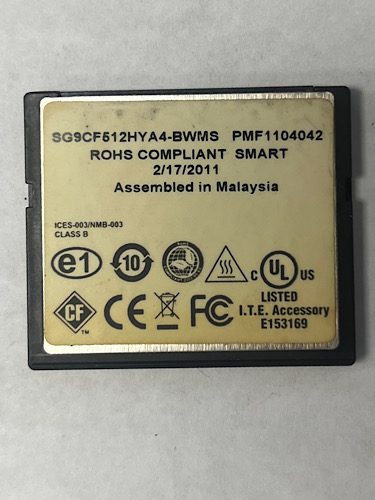 SG9CF512HYA4-BWMS PMF1104042
ROHS COMPLIANT SMART
2/17/2011
Assembled in Malaysia
ICES-003/NMB-003
CLASS B
e1 10 C UL US
LISTED
I.T.E. Accessory
E153169
CF TM CE FC